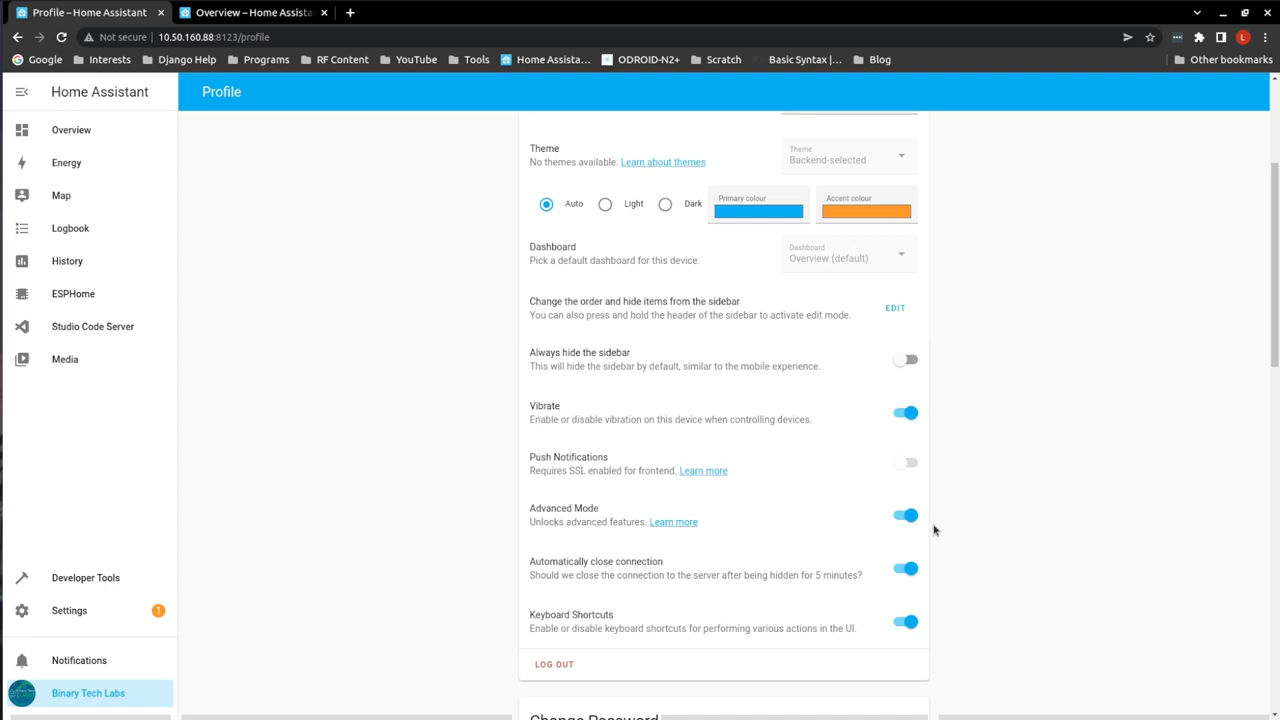 Profile – Home Assistant
Overview – Home Assista
Not secure | 10.50.160.88:8123/profile
L
Google
Interests
Django Help
Programs
RF Content
YouTube
Tools
Home Assista...
ODROID-N2+
Scratch
Basic Syntax |...
Blog
Other bookmarks
Home Assistant
Profile
Overview
Energy
Map
Logbook
History
ESPHome
Studio Code Server
Media
Developer Tools
Settings
1
Notifications
Binary Tech Labs
Theme
No themes available. Learn about themes
Theme
Backend-selected
Auto
Light
Dark
Primary colour
Accent colour
Dashboard
Pick a default dashboard for this device.
Dashboard
Overview (default)
Change the order and hide items from the sidebar
You can also press and hold the header of the sidebar to activate edit mode.
EDIT
Always hide the sidebar
This will hide the sidebar by default, similar to the mobile experience.
Vibrate
Enable or disable vibration on this device when controlling devices.
Push Notifications
Requires SSL enabled for frontend. Learn more
Advanced Mode
Unlocks advanced features. Learn more
Automatically close connection
Should we close the connection to the server after being hidden for 5 minutes?
Keyboard Shortcuts
Enable or disable keyboard shortcuts for performing various actions in the UI.
LOG OUT
Change Password